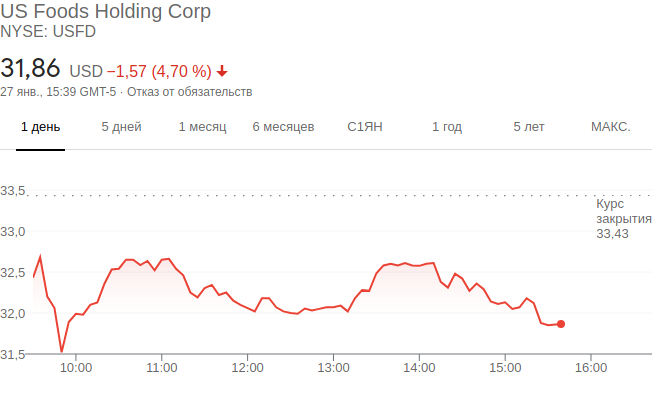 US Foods Holding Corp
NYSE: USFD
31,86 USD −1,57 (4,70 %)
27 янв., 15:39 GMT-5 · Отказ от обязательств
1 день 5 дней 1 месяц 6 месяцев С1ЯН 1 год 5 лет МАКС.
33,5
Курс
закрытия
33,43
33,0
32,5
32,0
31,5
10:00 11:00 12:00 13:00 14:00 15:00 16:00